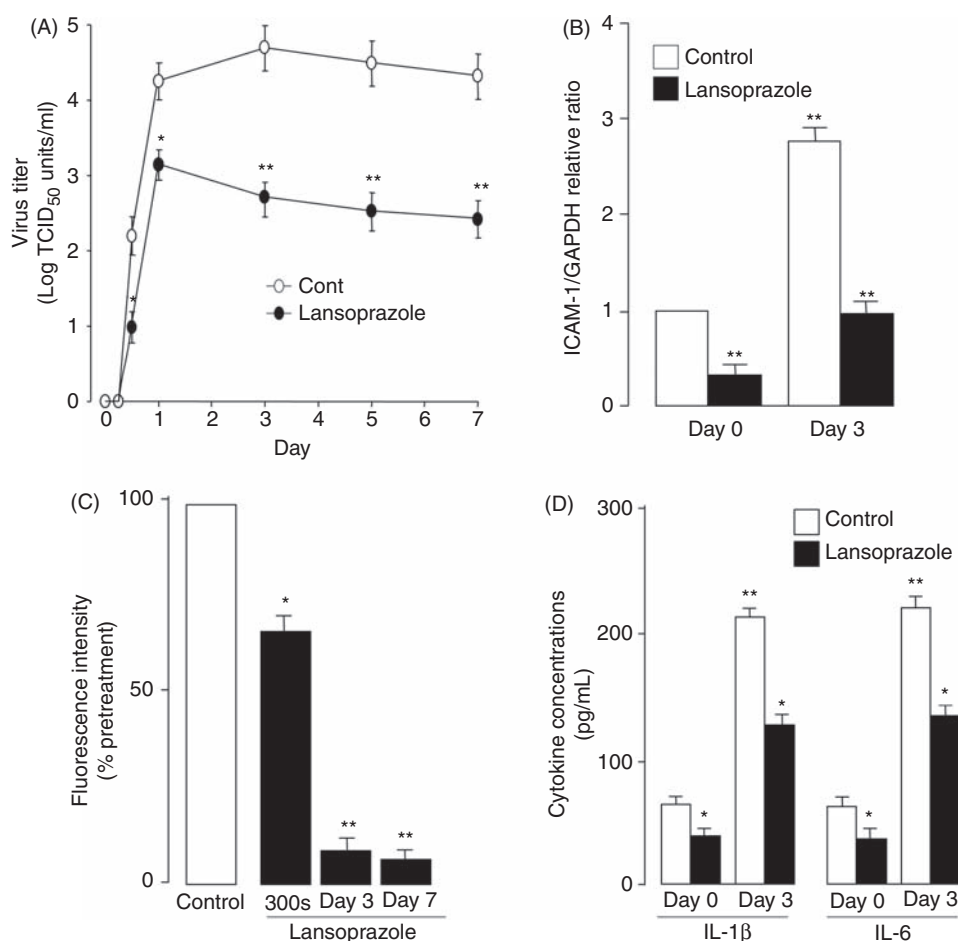 (A)
Virus titer
(Log TCID50 units/ml)
5
4
3
2
1
0
*
*
**
**
**
Cont
Lansoprazole
0 1 2 3 4 5 6 7
Day
(B)
ICAM-1/GAPDH relative ratio
4
3
2
1
0
Control
Lansoprazole
**
**
**
Day 0 Day 3
(C)
Fluorescence intensity
(% pretreatment)
100
50
0
*
**
**
Control 300s Day 3 Day 7
Lansoprazole
(D)
Cytokine concentrations
(pg/mL)
300
200
100
0
Control
Lansoprazole
**
**
*
*
*
*
Day 0 Day 3 Day 0 Day 3
IL-1β IL-6